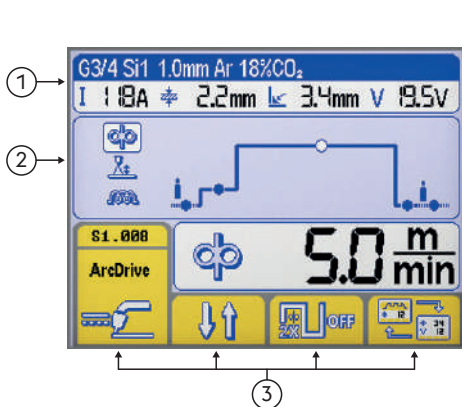 G3/4 Si1 1.0mm Ar 18%CO₂
I 118A 2.2mm 3.4mm V 19.5V
1
2
S1.008
ArcDrive
5.0 m/min
2X OFF
12 34 V 12
3